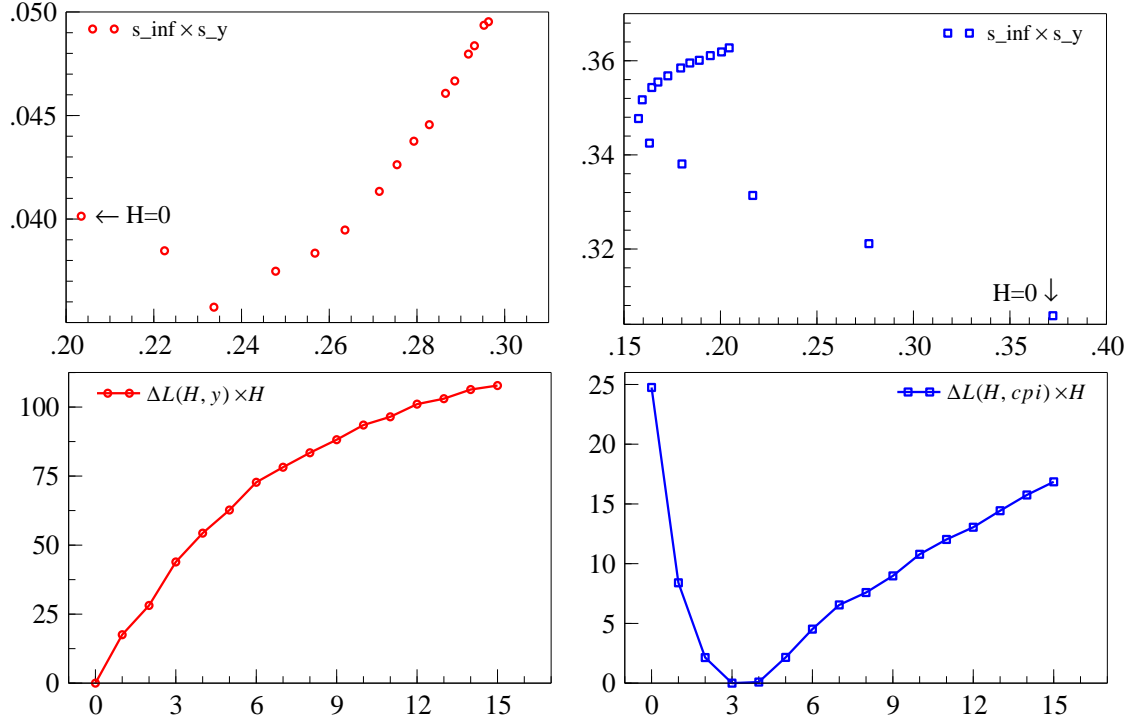 .050
s_inf × s_y
.045
.040
← H=0
.20 .22 .24 .26 .28 .30
s_inf × s_y
.36
.34
.32
H=0 ↓
.15 .20 .25 .30 .35 .40
ΔL(H, y) × H
100
75
50
25
0
0 3 6 9 12 15
25
ΔL(H, cpi) × H
20
15
10
5
0
0 3 6 9 12 15